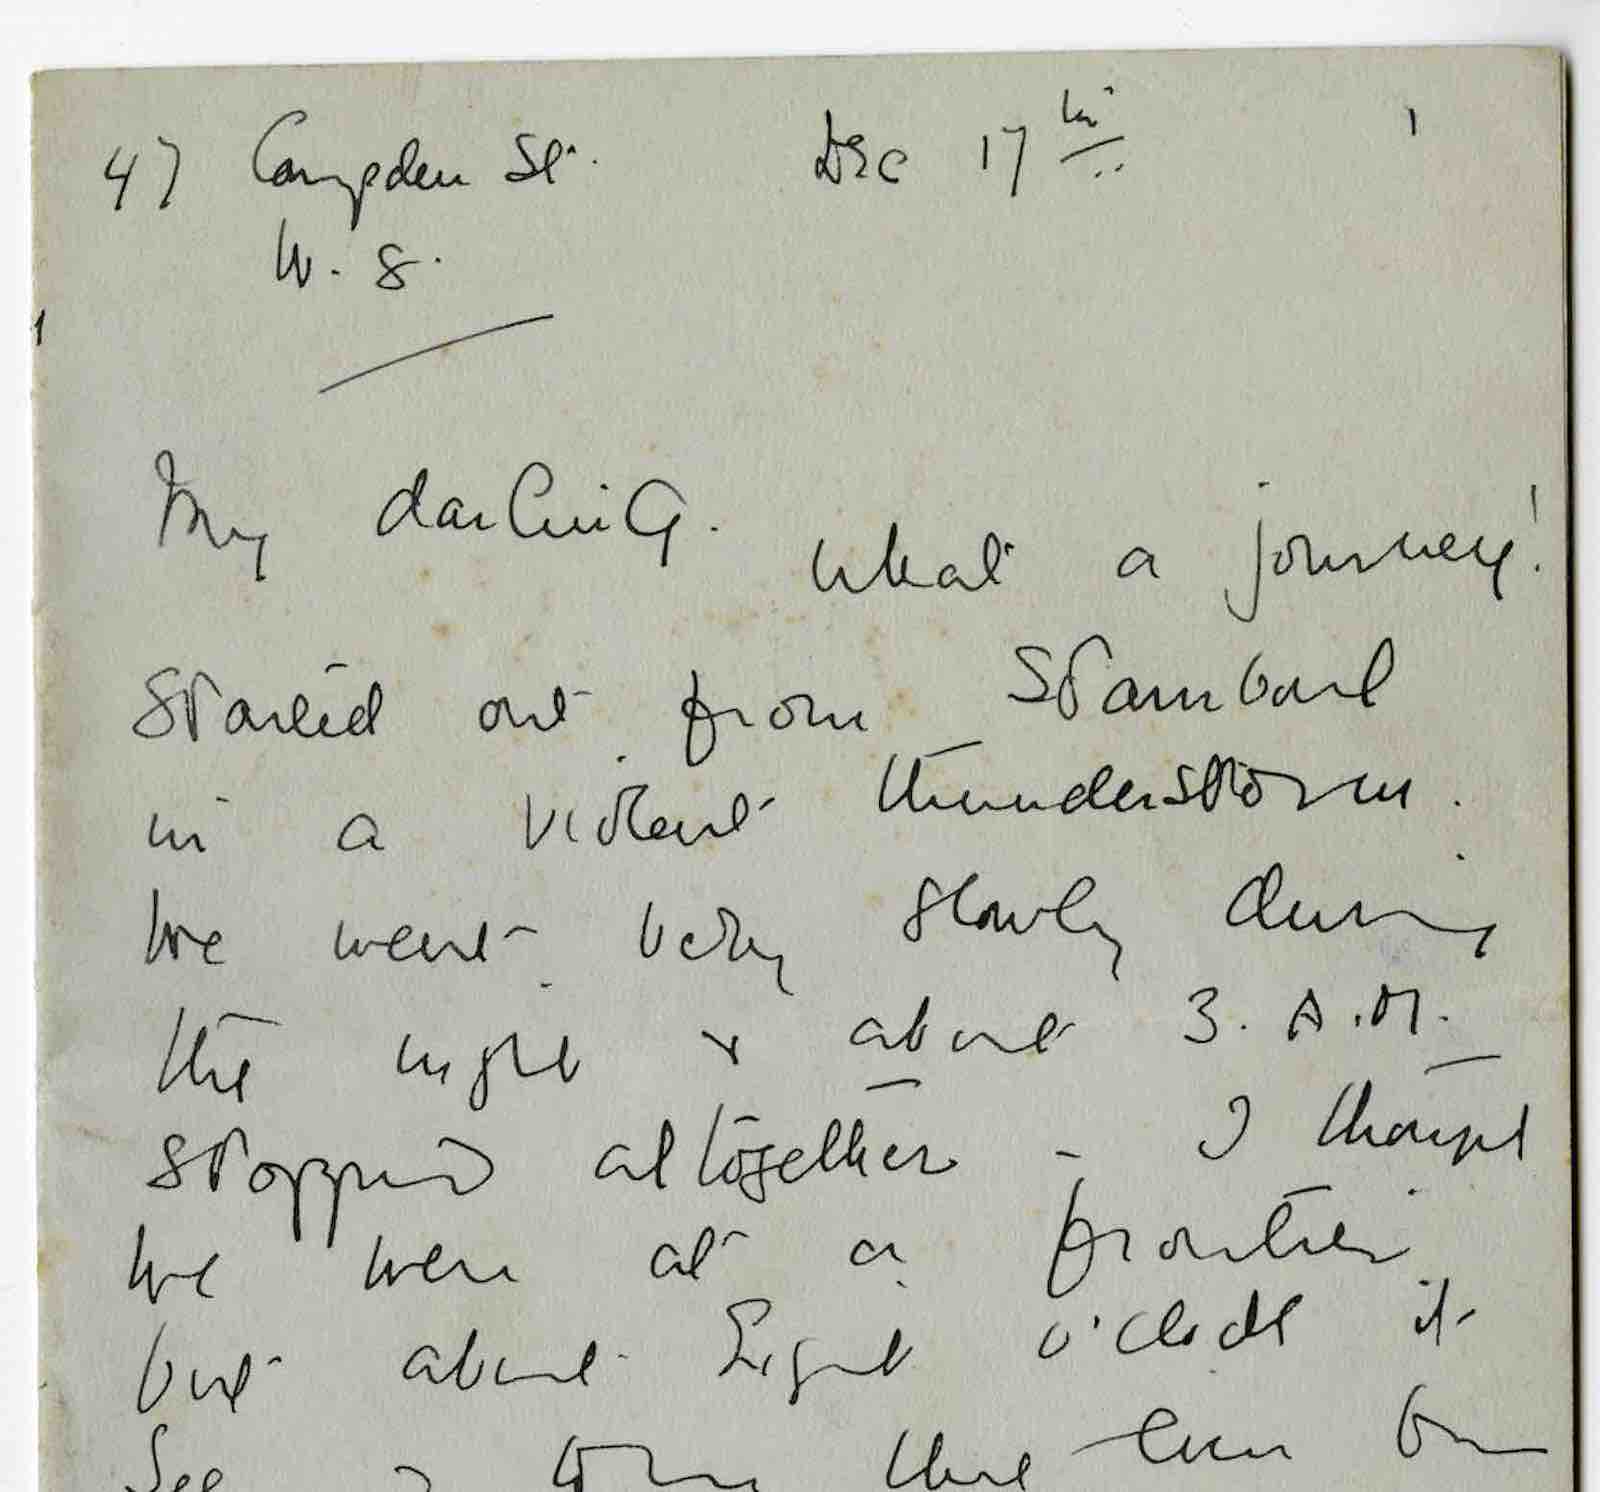 47 Campden St. Dec 17th 1
W. 8.
My darling. What a journey!
Started out from Stamboul
in a violent thunderstorm.
We went very slowly during
the night & about 3. A.M.
stopped altogether - I thought
we were at a frontier
but about Eight o'clock it